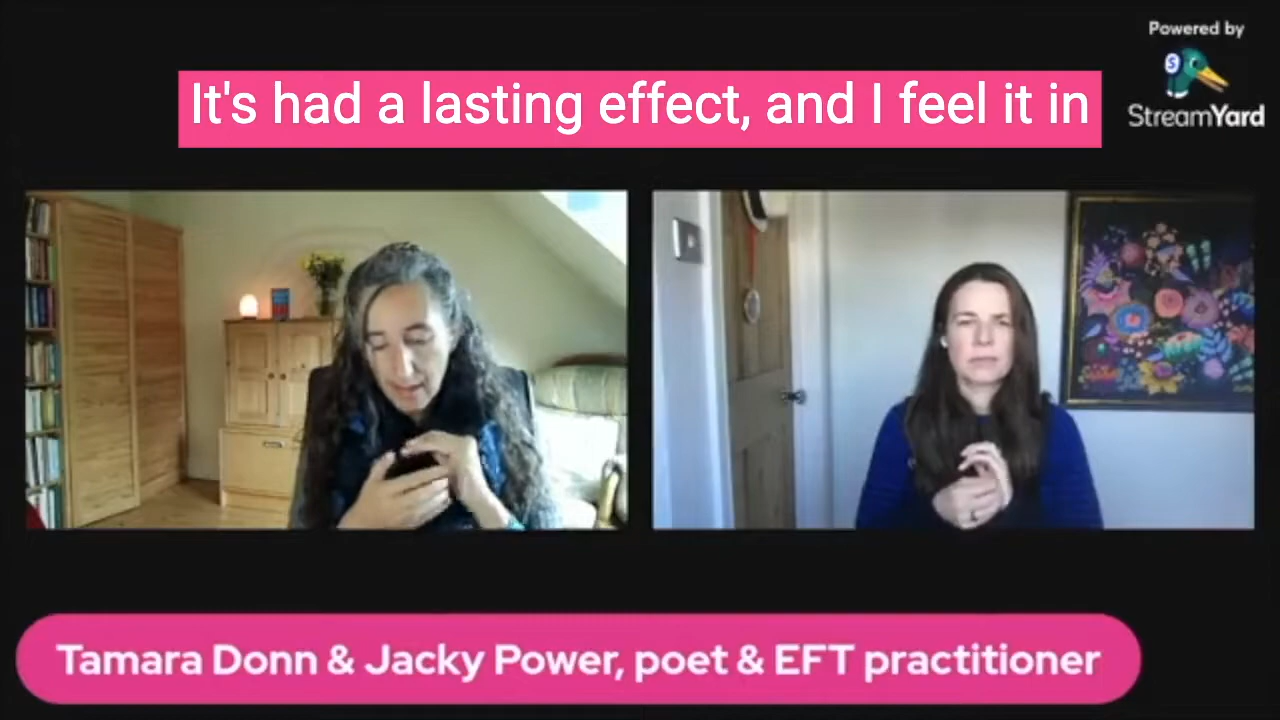 Powered by
StreamYard
It's had a lasting effect, and I feel it in
Tamara Donn & Jacky Power, poet & EFT practitioner